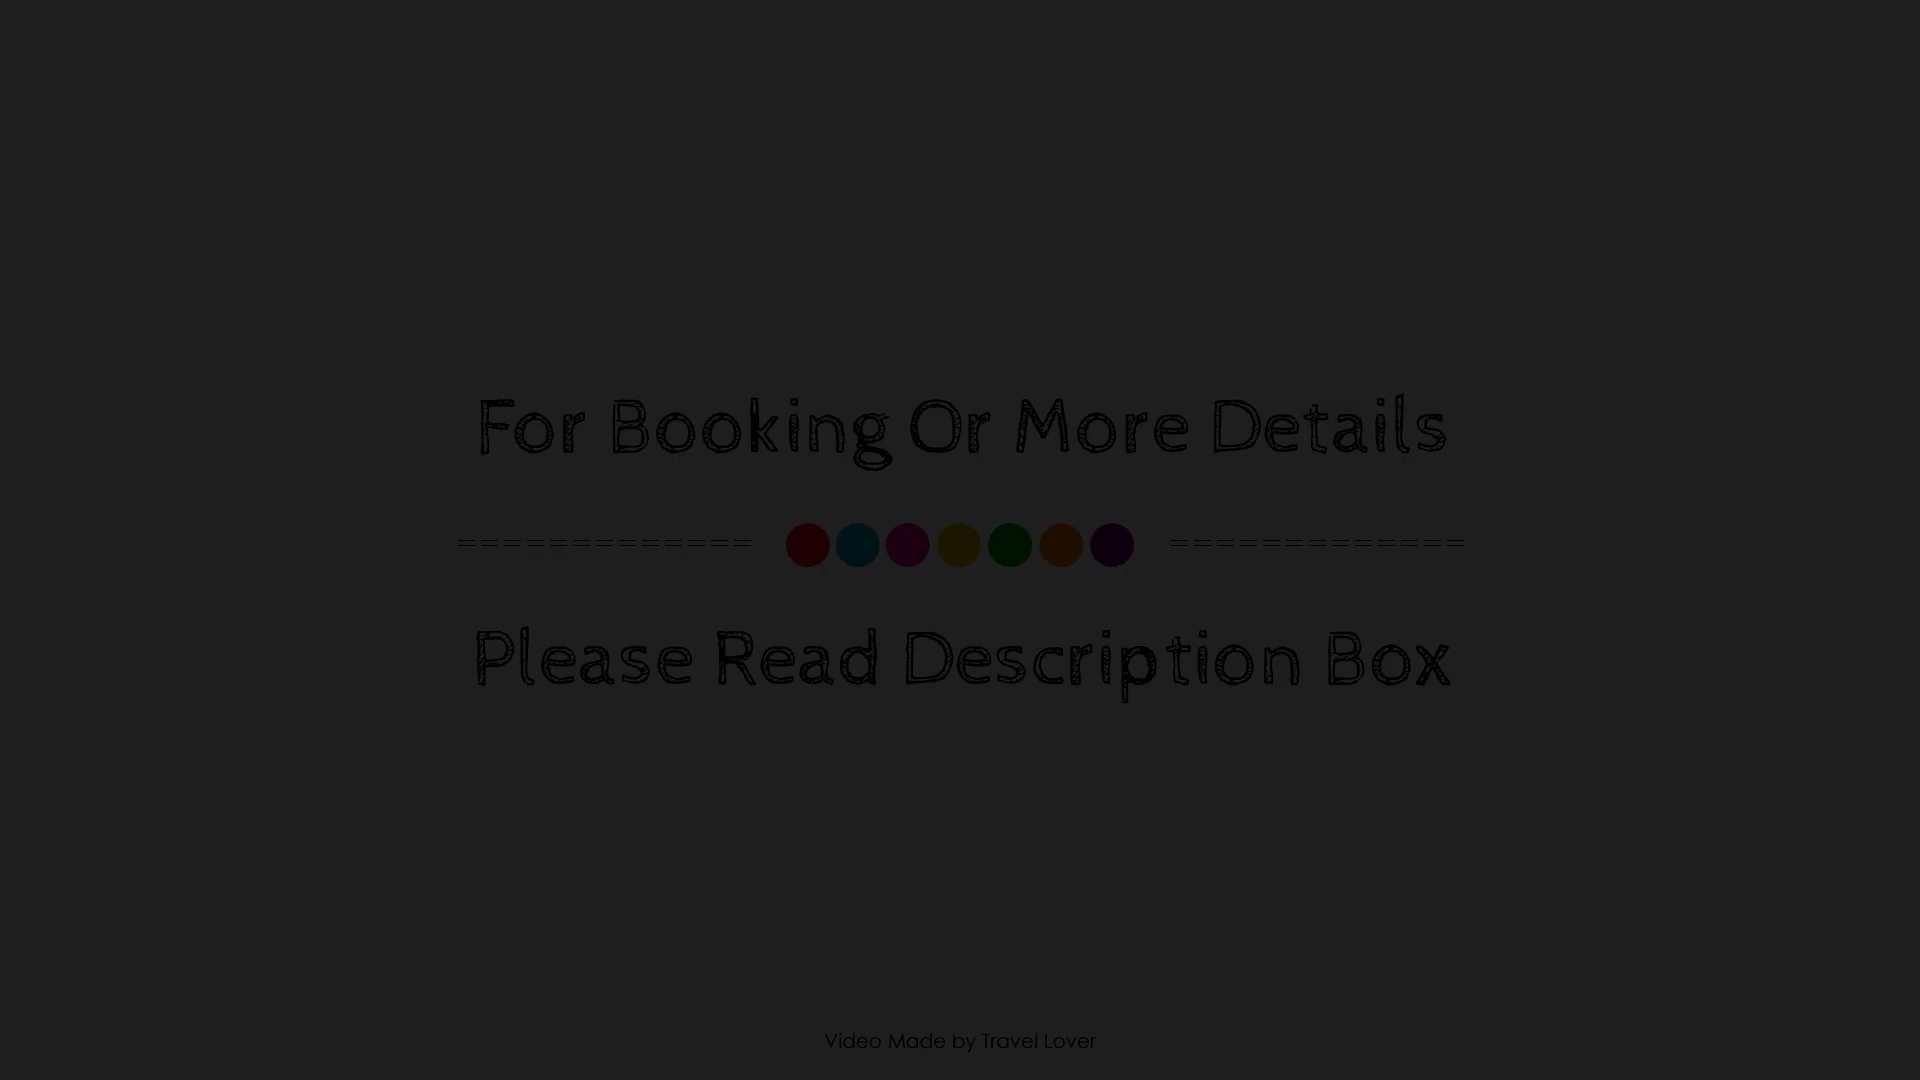 For Booking Or More Details
============= =============
Please Read Description Box
Video Made by Travel Lover